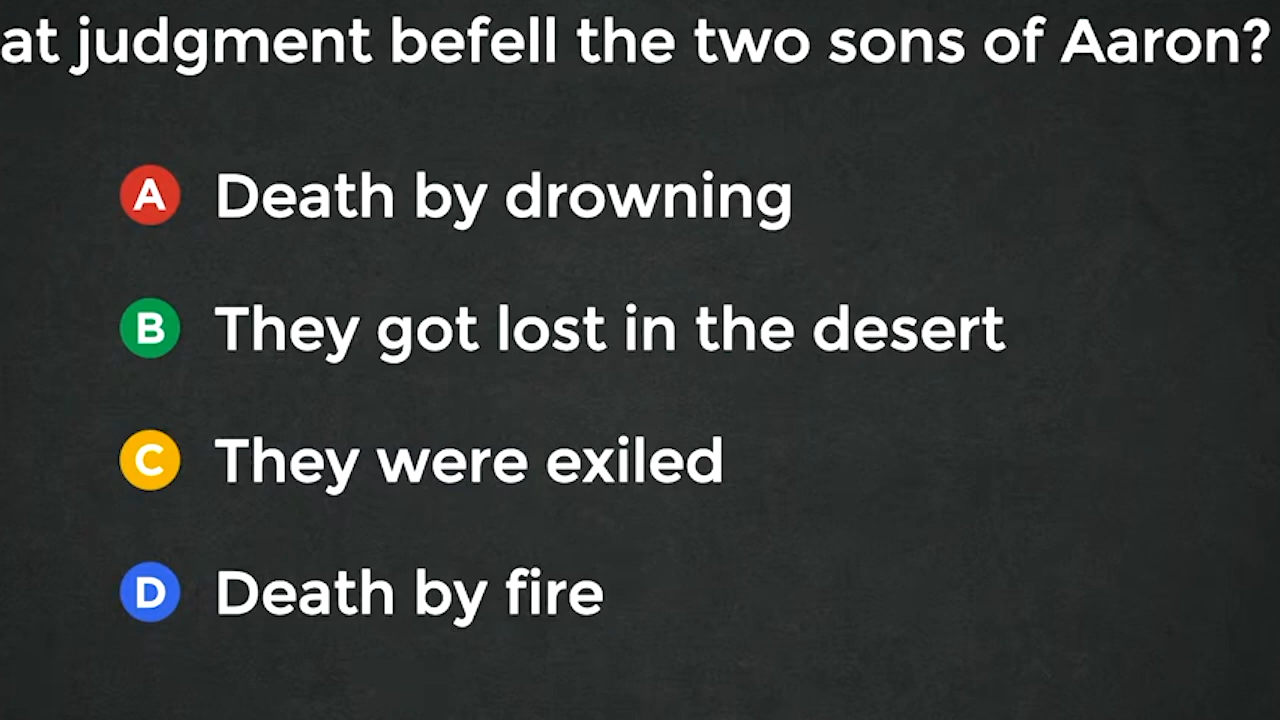 at judgment befell the two sons of Aaron?
A Death by drowning
B They got lost in the desert
C They were exiled
D Death by fire